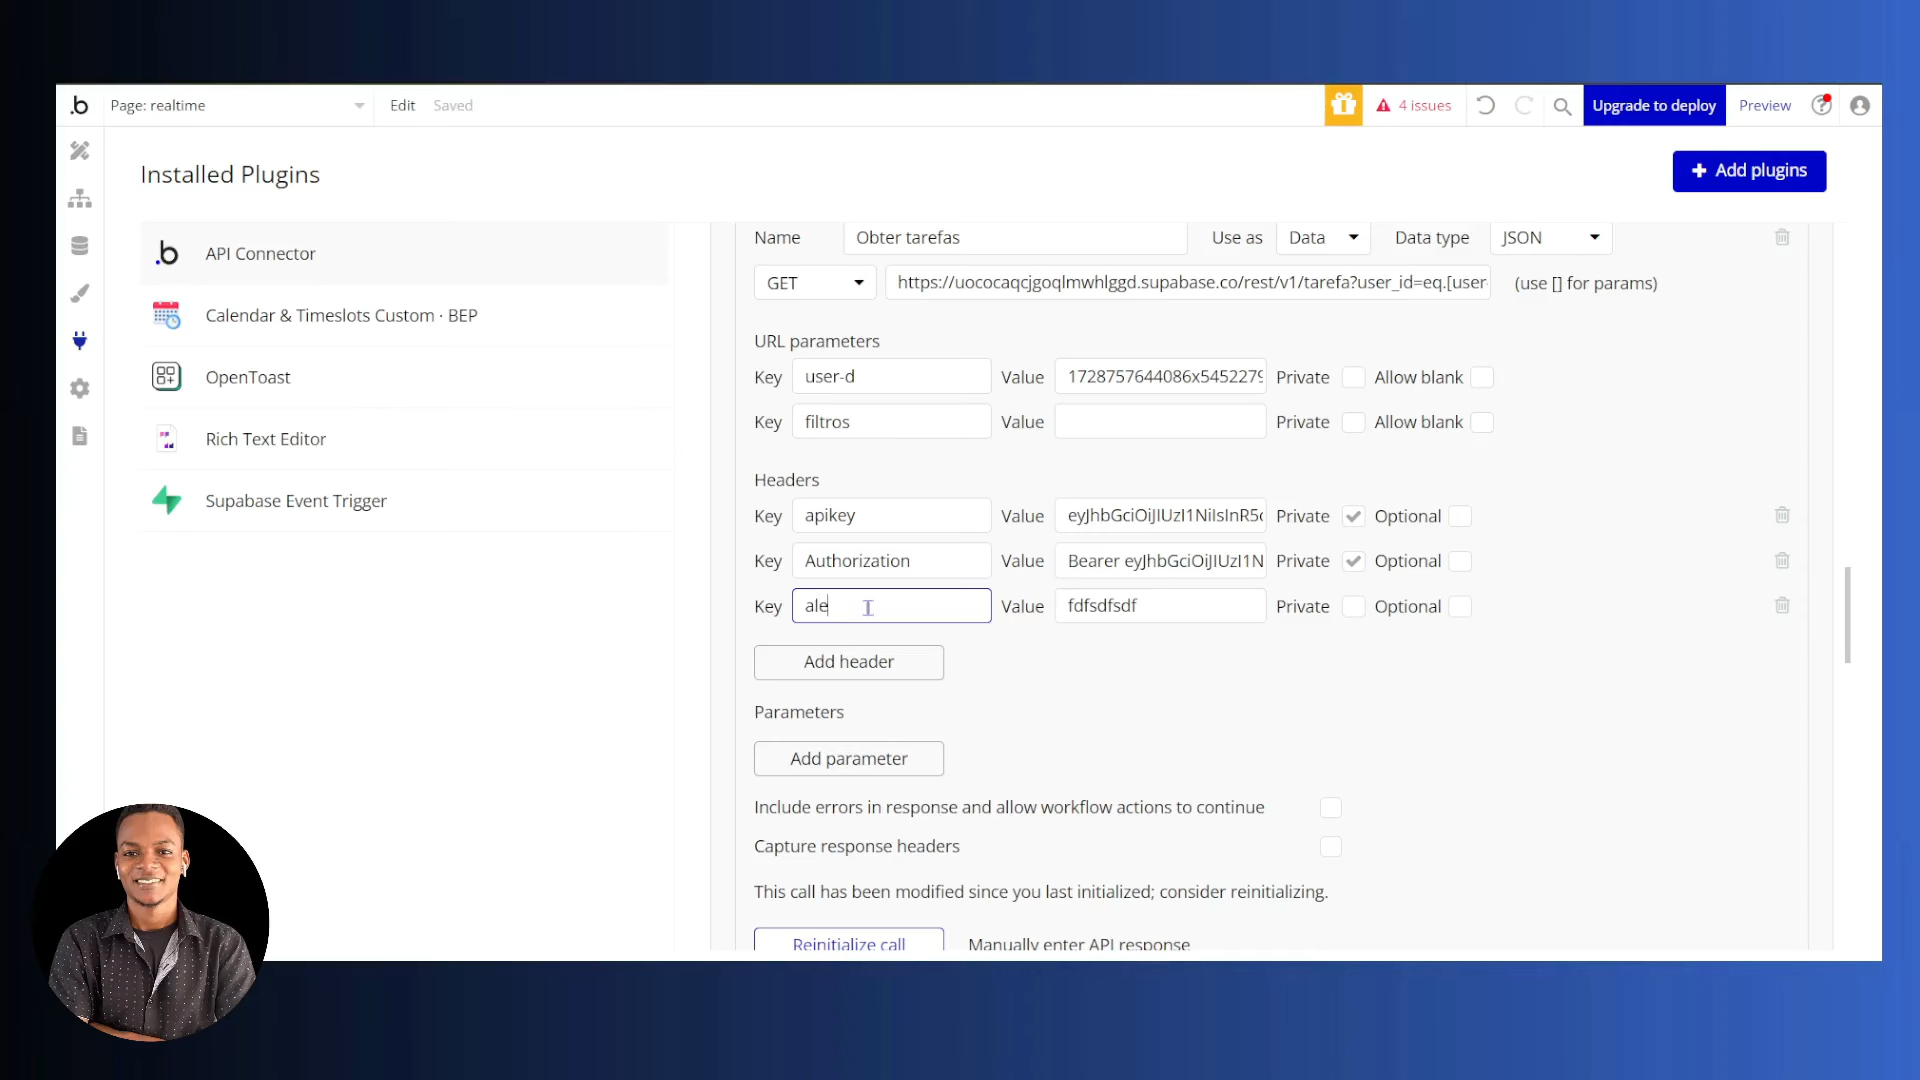 Page: realtime
Edit
Saved
4 issues
Upgrade to deploy
Preview
Installed Plugins
Add plugins
API Connector
Calendar & Timeslots Custom · BEP
OpenToast
Rich Text Editor
Supabase Event Trigger
Name Obter tarefas Use as Data Data type JSON
GET https://uococaqcjgoqlmwhlggd.supabase.co/rest/v1/tarefa?user_id=eq.[user- (use [] for params)
URL parameters
Key user-d Value 1728757644086x5452279 Private Allow blank
Key filtros Value Private Allow blank
Headers
Key apikey Value eyJhbGciOiJIUzI1NiIsInR5c Private Optional
Key Authorization Value Bearer eyJhbGciOiJIUzI1N Private Optional
Key ale Value fdfsdfsdf Private Optional
Add header
Parameters
Add parameter
Include errors in response and allow workflow actions to continue
Capture response headers
This call has been modified since you last initialized; consider reinitializing.
Reinitialize call Manually enter API response